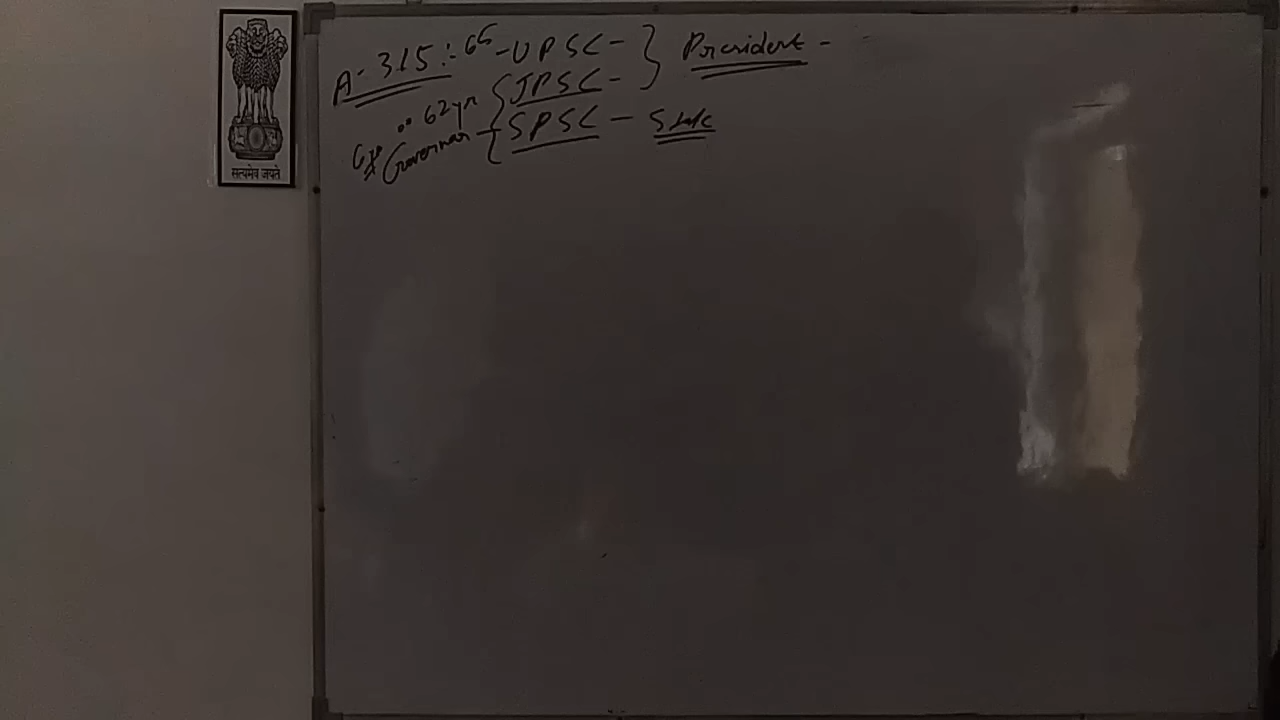 A- 315 :- 65 - UPSC - } President -
62 yr { JPSC -
Governor - SPSC - State
सत्यमेव जयते